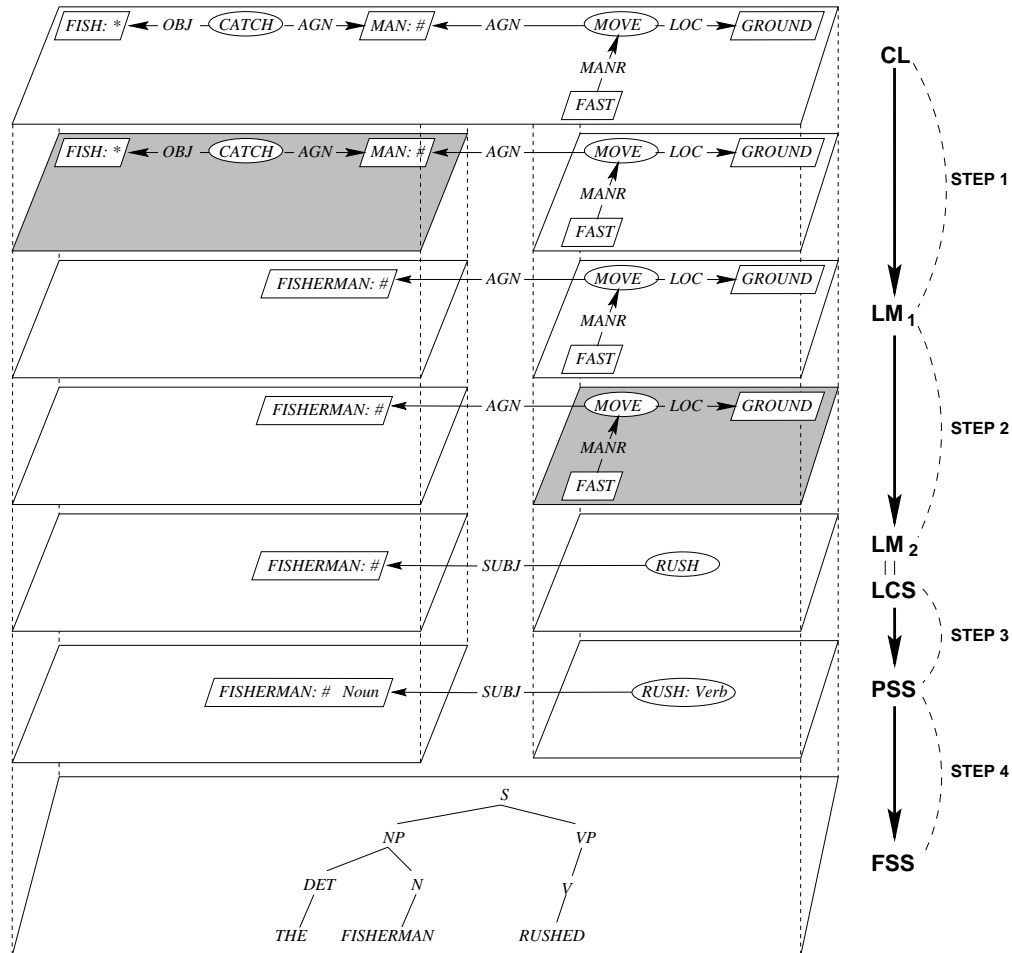 FISH: * OBJ CATCH AGN MAN: # AGN MOVE LOC GROUND
MANR
FAST
CL
FISH: * OBJ CATCH AGN MAN: # AGN MOVE LOC GROUND
MANR
FAST
STEP 1
FISHERMAN: # AGN MOVE LOC GROUND
MANR
FAST
LM 1
FISHERMAN: # AGN MOVE LOC GROUND
MANR
FAST
STEP 2
FISHERMAN: # SUBJ RUSH
LM 2
LCS
STEP 3
FISHERMAN: # Noun SUBJ RUSH: Verb
PSS
STEP 4
S
NP VP
DET N V
THE FISHERMAN RUSHED
FSS